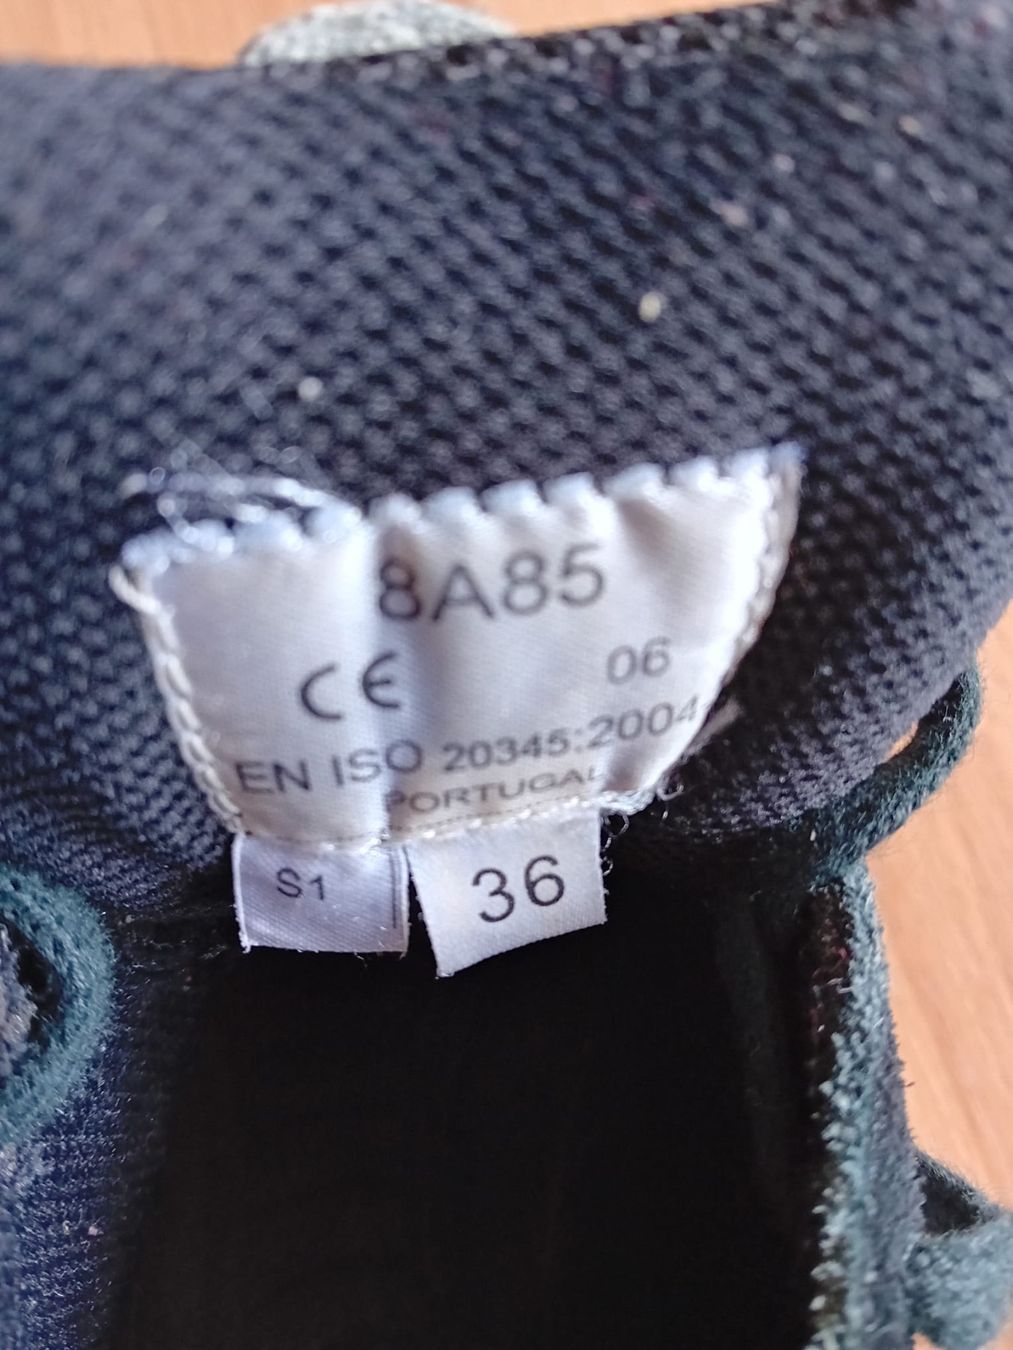 8A85
CE 06
EN ISO 20345:2004
PORTUGAL
S1 36